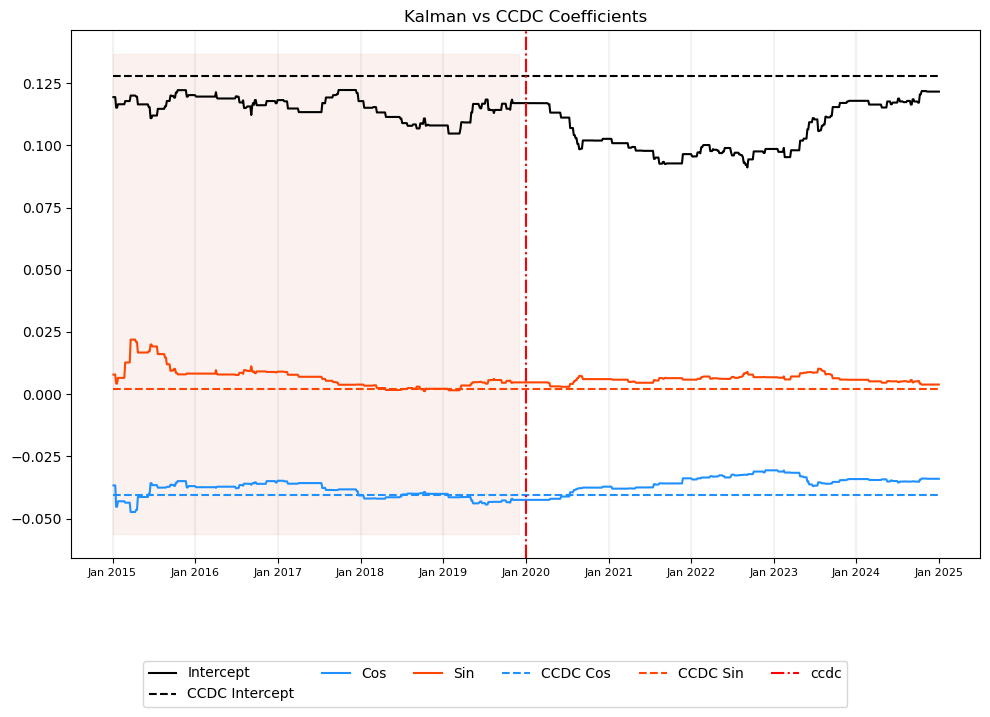 Kalman vs CCDC Coefficients
0.125
0.100
0.075
0.050
0.025
0.000
−0.025
−0.050
Jan 2015 Jan 2016 Jan 2017 Jan 2018 Jan 2019 Jan 2020 Jan 2021 Jan 2022 Jan 2023 Jan 2024 Jan 2025
Intercept Cos Sin CCDC Cos CCDC Sin ccdc
CCDC Intercept